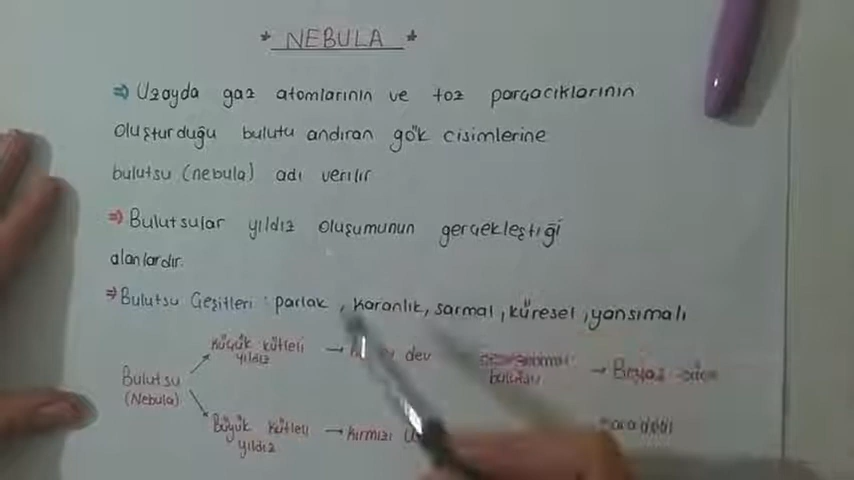 * NEBULA *
⇒ Uzayda gaz atomlarının ve toz parçacıklarının
oluşturduğu bulutu andıran gök cisimlerine
bulutsu (nebula) adı verilir
⇒ Bulutsular yıldız oluşumunun gerçekleştiği
alanlardır.
⇒ Bulutsu Çeşitleri : parlak, karanlık, sarmal, küresel, yansımalı
Küçük kütleli yıldız → dev bulutsu → Beyaz cüce
Bulutsu (Nebula)
Büyük kütleli yıldız → kırmızı karadelik